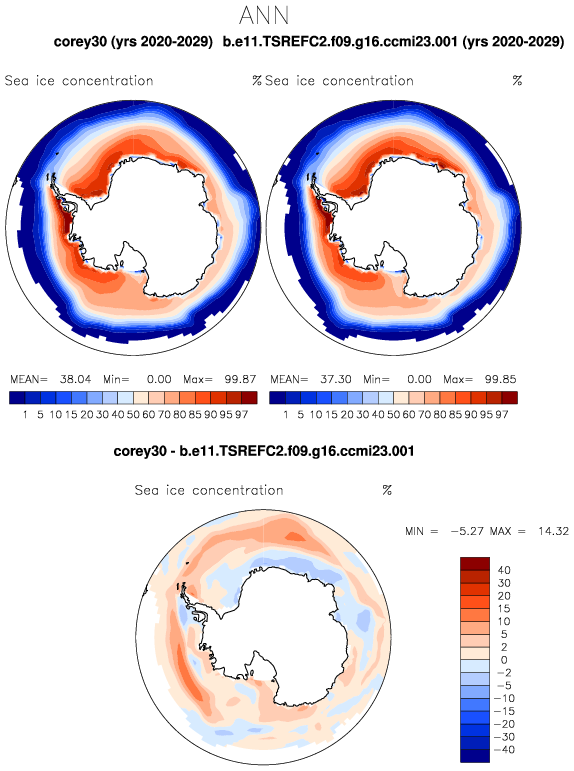 ANN
corey30 (yrs 2020-2029) b.e11.TSREFC2.f09.g16.ccmi23.001 (yrs 2020-2029)
Sea ice concentration % Sea ice concentration %
MEAN= 38.04 Min= 0.00 Max= 99.87 MEAN= 37.30 Min= 0.00 Max= 99.85
1 5 10 15 20 30 40 50 60 70 80 85 90 95 97 1 5 10 15 20 30 40 50 60 70 80 85 90 95 97
corey30 - b.e11.TSREFC2.f09.g16.ccmi23.001
Sea ice concentration %
MIN = -5.27 MAX = 14.32
40
30
20
15
10
5
2
0
-2
-5
-10
-15
-20
-30
-40